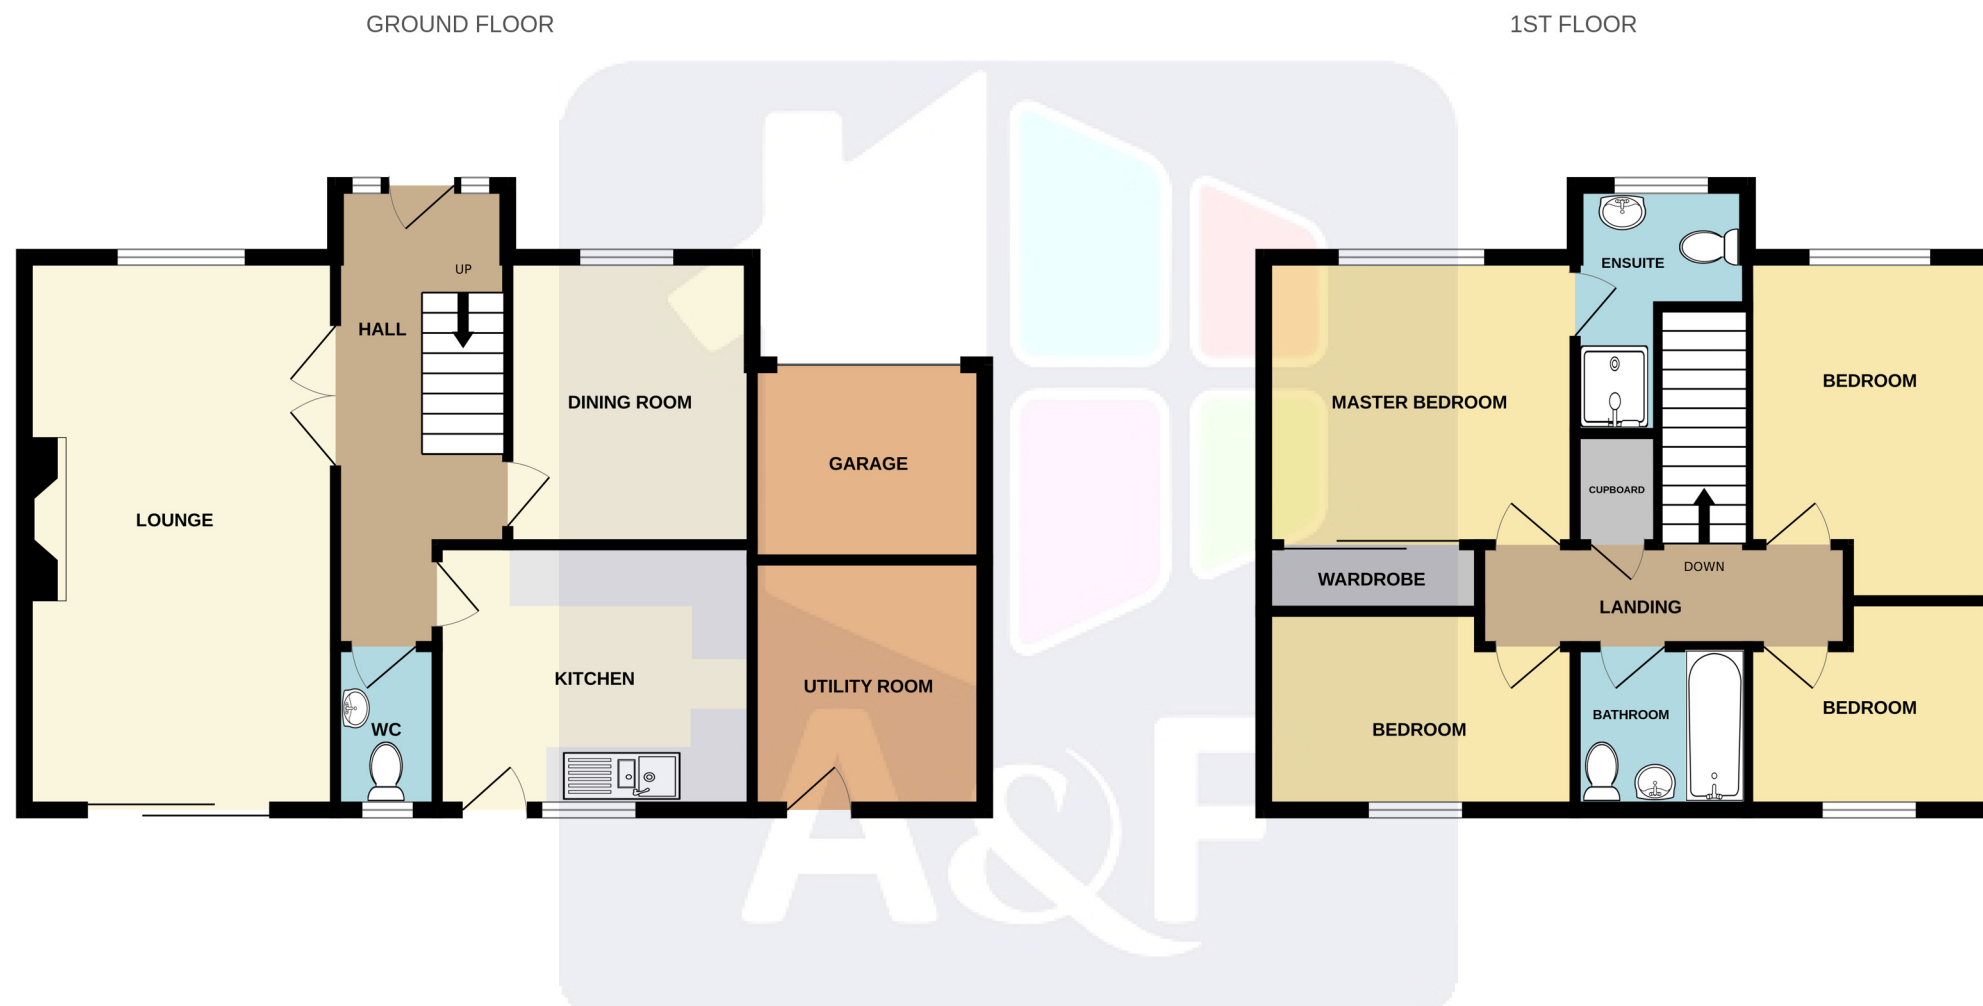 GROUND FLOOR
1ST FLOOR
UP
HALL
DINING ROOM
GARAGE
LOUNGE
KITCHEN
UTILITY ROOM
WC
ENSUITE
MASTER BEDROOM
BEDROOM
CUPBOARD
WARDROBE
DOWN
LANDING
BEDROOM
BATHROOM
BEDROOM
A&F